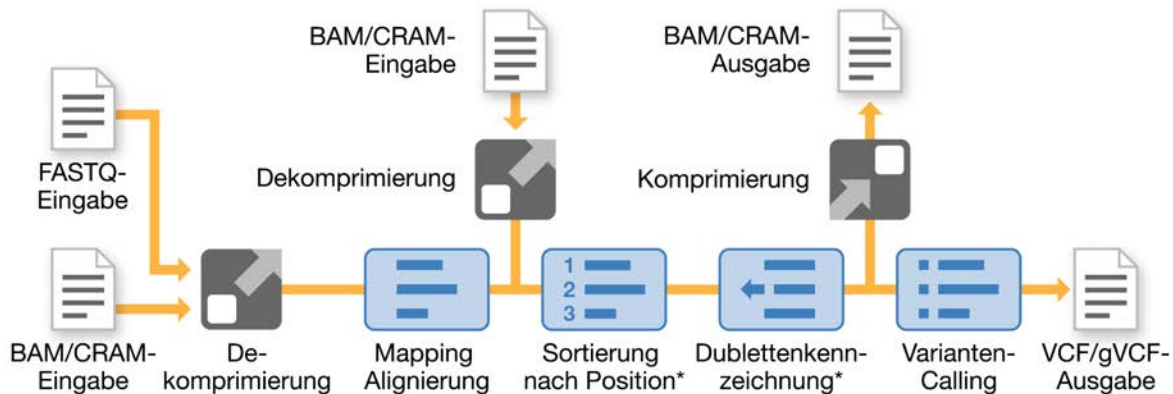 BAM/CRAM-
Eingabe
BAM/CRAM-
Ausgabe
FASTQ-
Eingabe
Dekomprimierung
Komprimierung
1
2
3
BAM/CRAM-
Eingabe
De-
komprimierung
Mapping
Alignierung
Sortierung
nach Position*
Dublettenkenn-
zeichnung*
Varianten-
Calling
VCF/gVCF-
Ausgabe